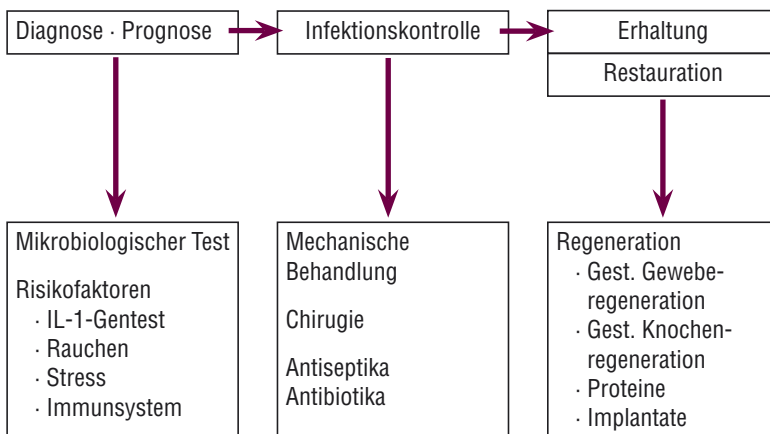 Diagnose · Prognose
Infektionskontrolle
Erhaltung
Restauration
Mikrobiologischer Test
Risikofaktoren
· IL-1-Gentest
· Rauchen
· Stress
· Immunsystem
Mechanische
Behandlung
Chirugie
Antiseptika
Antibiotika
Regeneration
· Gest. Gewebe-
regeneration
· Gest. Knochen-
regeneration
· Proteine
· Implantate